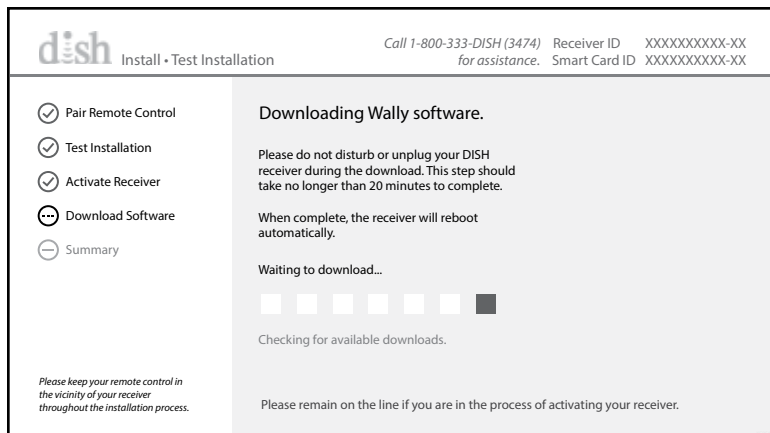 dish Install • Test Installation
Call 1-800-333-DISH (3474) Receiver ID XXXXXXXXXX-XX
for assistance. Smart Card ID XXXXXXXXXX-XX
Pair Remote Control
Test Installation
Activate Receiver
Download Software
Summary
Please keep your remote control in
the vicinity of your receiver
throughout the installation process.
Downloading Wally software.
Please do not disturb or unplug your DISH
receiver during the download. This step should
take no longer than 20 minutes to complete.
When complete, the receiver will reboot
automatically.
Waiting to download...
Checking for available downloads.
Please remain on the line if you are in the process of activating your receiver.